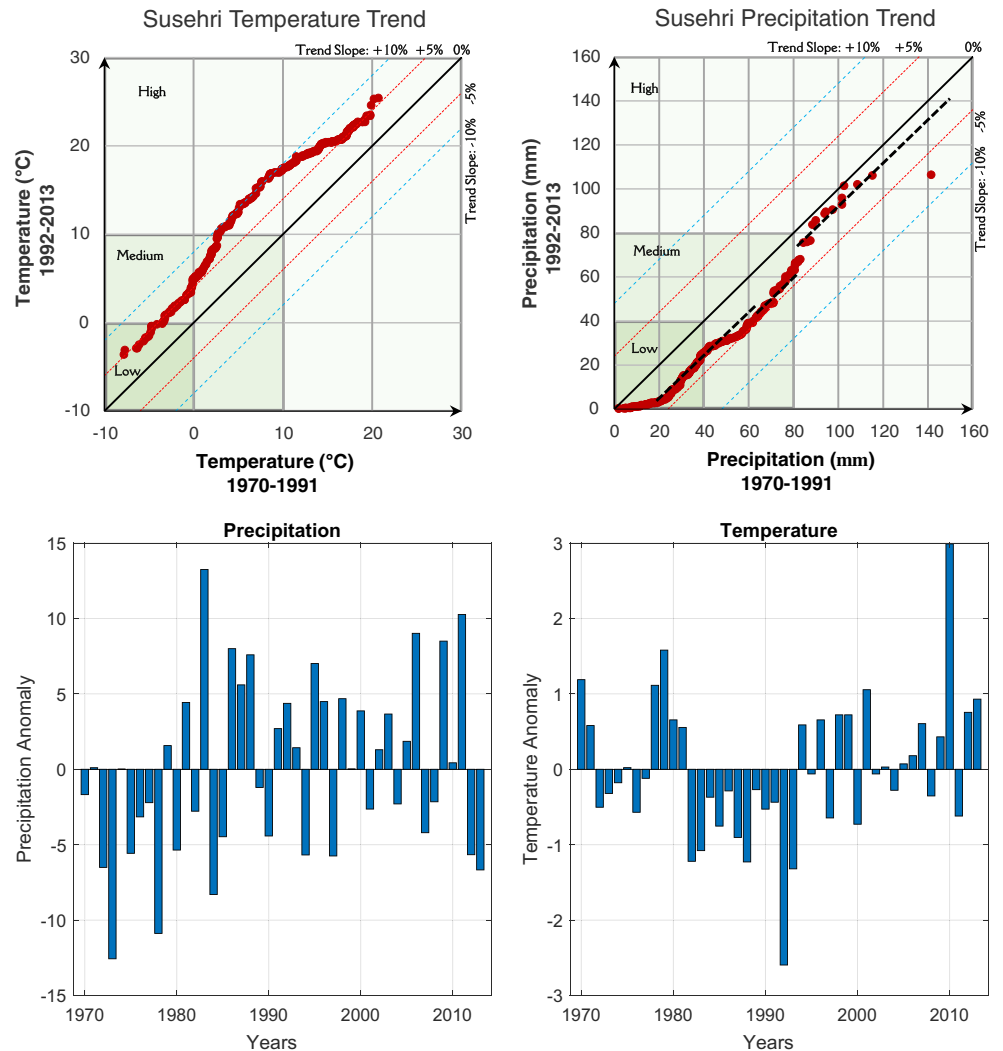 Susehri Temperature Trend
Trend Slope: +10% +5% 0%
30
20
10
0
-10
High
Medium
Low
-5%
Trend Slope: -10%
Temperature (°C)
1992-2013
-10 0 10 20 30
Temperature (°C)
1970-1991
Susehri Precipitation Trend
Trend Slope: +10% +5% 0%
160
140
120
100
80
60
40
20
0
High
Medium
Low
-5%
Trend Slope: -10%
Precipitation (mm)
1992-2013
0 20 40 60 80 100 120 140 160
Precipitation (mm)
1970-1991
Precipitation
15
10
5
0
-5
-10
-15
Precipitation Anomaly
1970 1980 1990 2000 2010
Years
Temperature
3
2
1
0
-1
-2
-3
Temperature Anomaly
1970 1980 1990 2000 2010
Years